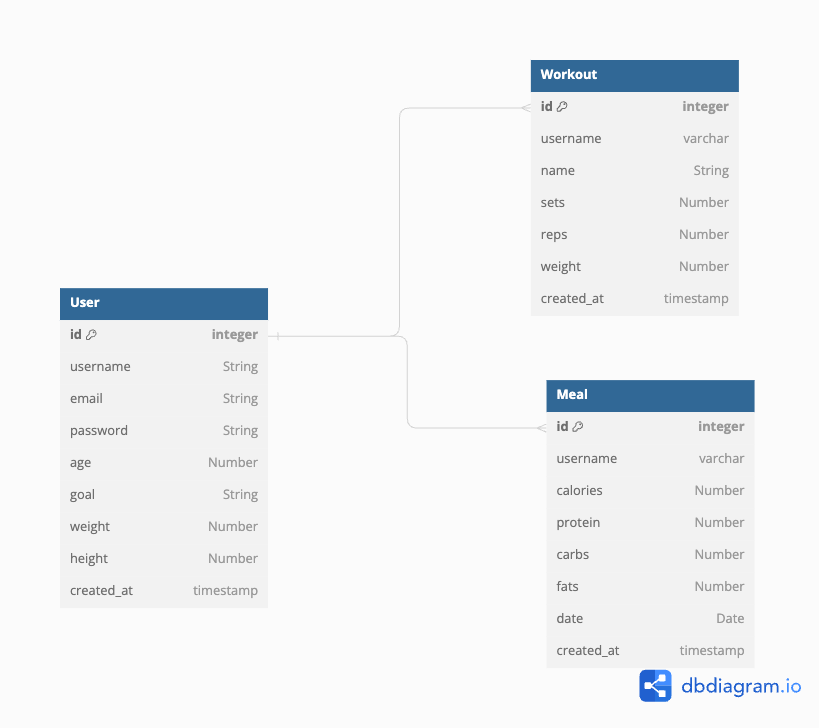 Workout
id integer
username varchar
name String
sets Number
reps Number
weight Number
created_at timestamp
User
id integer
username String
email String
password String
age Number
goal String
weight Number
height Number
created_at timestamp
Meal
id integer
username varchar
calories Number
protein Number
carbs Number
fats Number
date Date
created_at timestamp
dbdiagram.io